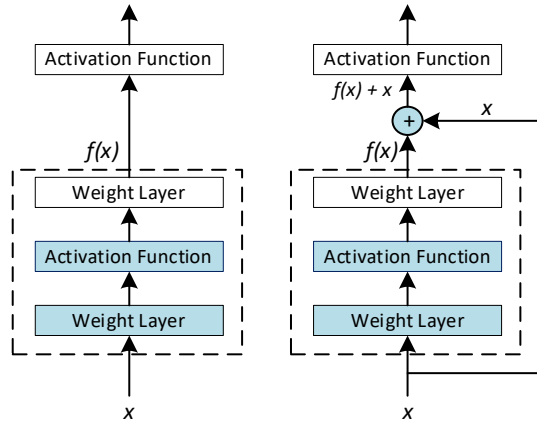 Activation Function
f(x)
Weight Layer
Activation Function
Weight Layer
x
Activation Function
f(x) + x
+
x
f(x)
Weight Layer
Activation Function
Weight Layer
x